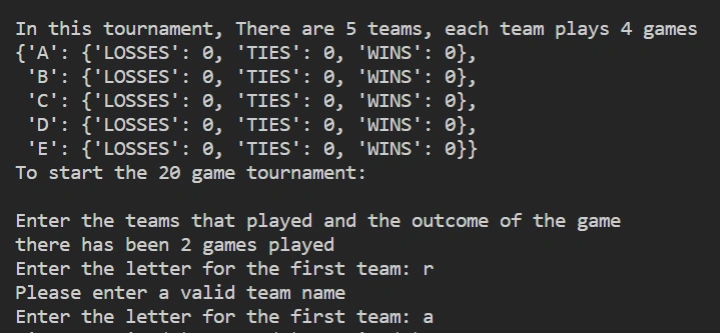 In this tournament, There are 5 teams, each team plays 4 games
{'A': {'LOSSES': 0, 'TIES': 0, 'WINS': 0},
 'B': {'LOSSES': 0, 'TIES': 0, 'WINS': 0},
 'C': {'LOSSES': 0, 'TIES': 0, 'WINS': 0},
 'D': {'LOSSES': 0, 'TIES': 0, 'WINS': 0},
 'E': {'LOSSES': 0, 'TIES': 0, 'WINS': 0}}
To start the 20 game tournament:
Enter the teams that played and the outcome of the game
there has been 2 games played
Enter the letter for the first team: r
Please enter a valid team name
Enter the letter for the first team: a